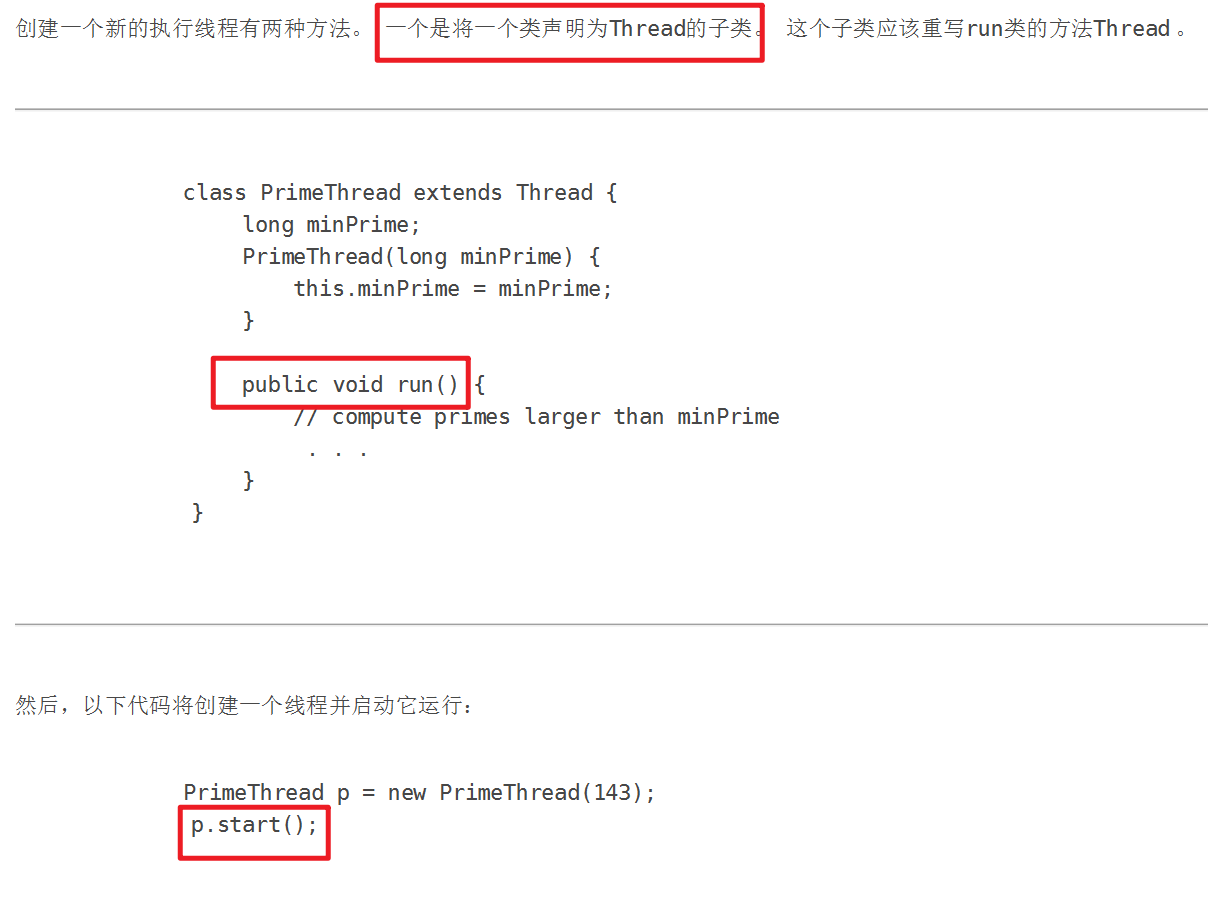 创建一个新的执行线程有两种方法。 一个是将一个类声明为Thread的子类。 这个子类应该重写run类的方法Thread 。
class PrimeThread extends Thread {
long minPrime;
PrimeThread(long minPrime) {
this.minPrime = minPrime;
}
public void run() {
// compute primes larger than minPrime
. . .
}
}
然后，以下代码将创建一个线程并启动它运行：
PrimeThread p = new PrimeThread(143);
p.start();